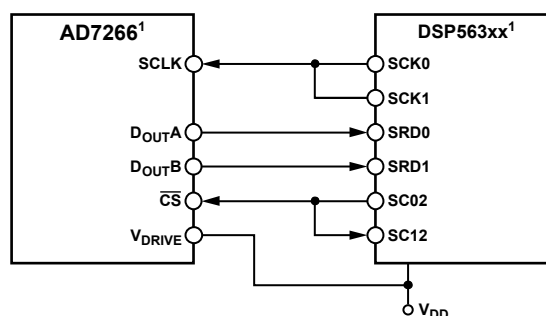 AD7266¹
DSP563xx¹
SCLK
SCK0
SCK1
DOUTA
SRD0
DOUTB
SRD1
CS
SC02
VDRIVE
SC12
VDD